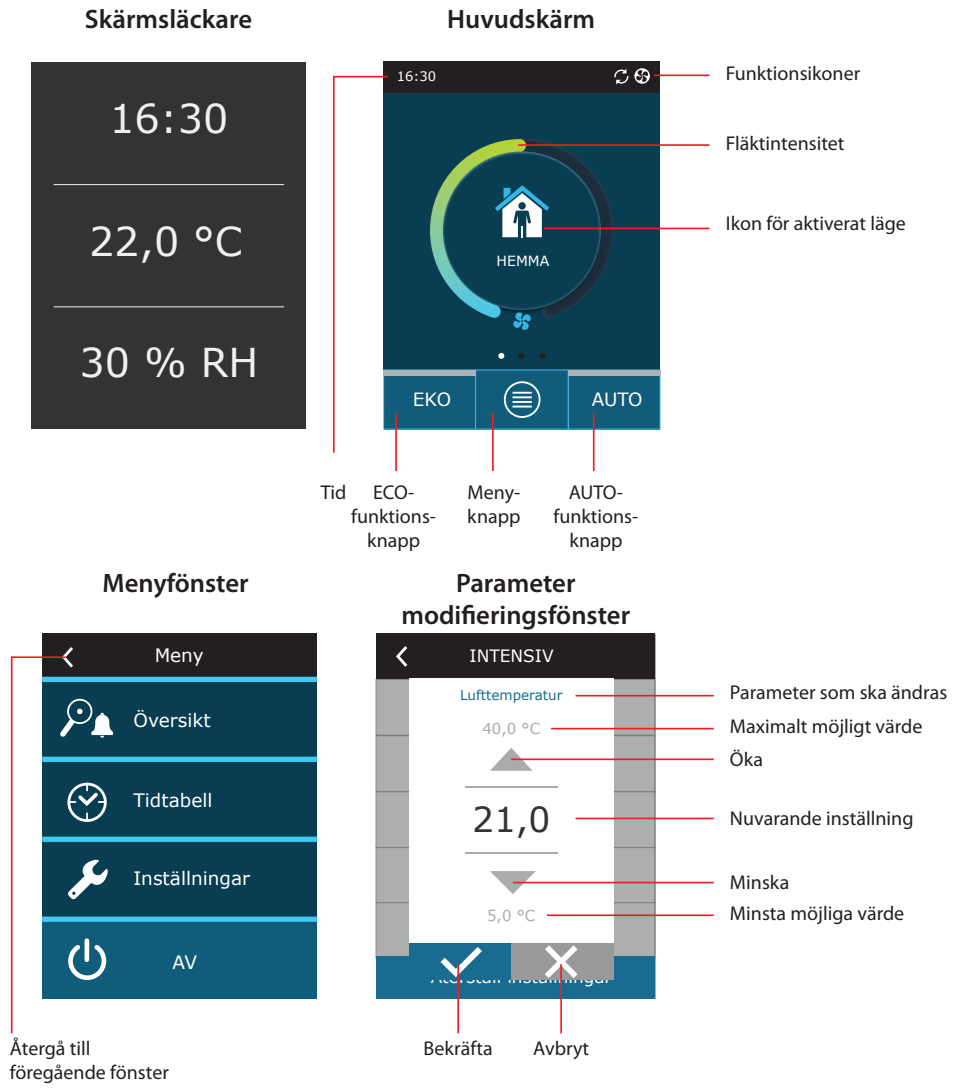 Skärmsläckare
Huvudskärm
16:30
22,0 °C
30 % RH
16:30
HEMMA
EKO
AUTO
Funktionsikoner
Fläktintensitet
Ikon för aktiverat läge
Tid
ECO-
funktions-
knapp
Meny-
knapp
AUTO-
funktions-
knapp
Menyfönster
Parameter
modifieringsfönster
Meny
Översikt
Tidtabell
Inställningar
AV
Återgå till
föregående fönster
INTENSIV
Lufttemperatur
40,0 °C
21,0
5,0 °C
Återställ inställningar
Parameter som ska ändras
Maximalt möjligt värde
Öka
Nuvarande inställning
Minska
Minsta möjliga värde
Bekräfta
Avbryt